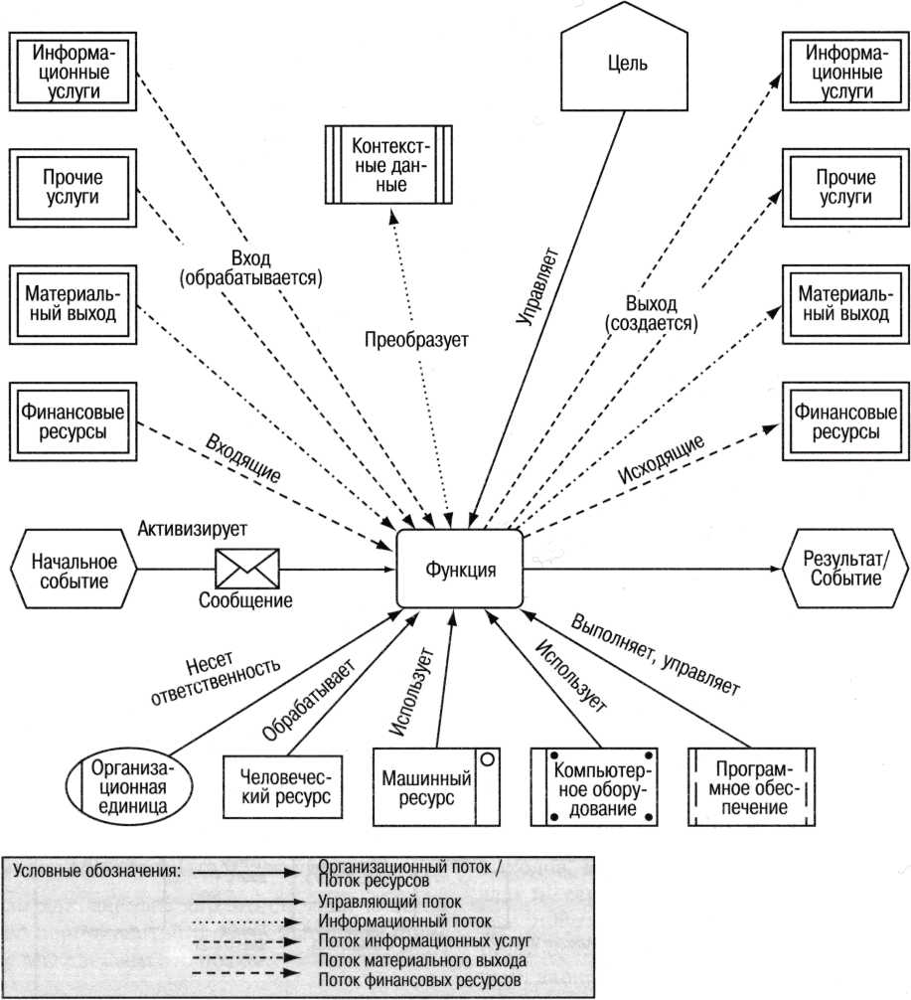 Информа-
ционные
услуги
Цель
Информа-
ционные
услуги
Контекст-
ные дан-
ные
Прочие
услуги
Прочие
услуги
Вход
(обрабатывается)
Управляет
Материаль-
ный выход
Выход
(создается)
Материаль-
ный выход
Преобразует
Финансовые
ресурсы
Входящие
Исходящие
Финансовые
ресурсы
Активизирует
Начальное
событие
Сообщение
Функция
Результат/
Событие
Несет
ответственность
Обрабатывает
Использует
Использует
Выполняет, управляет
Организа-
ционная
единица
Человечес-
кий ресурс
Машинный
ресурс
Компьютер-
ное обору-
дование
Програм-
мное обес-
печение
Условные обозначения:
Организационный поток /
Поток ресурсов
Управляющий поток
Информационный поток
Поток информационных услуг
Поток материального выхода
Поток финансовых ресурсов